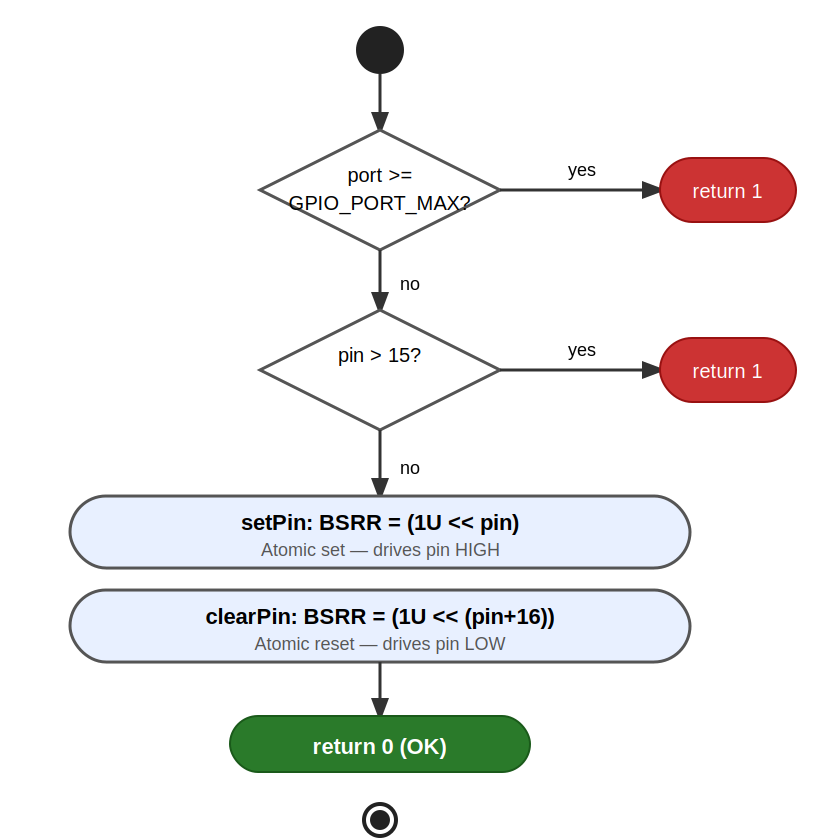 port >=
GPIO_PORT_MAX?
yes
return 1
no
pin > 15?
yes
return 1
no
setPin: BSRR = (1U << pin)
Atomic set — drives pin HIGH
clearPin: BSRR = (1U << (pin+16))
Atomic reset — drives pin LOW
return 0 (OK)